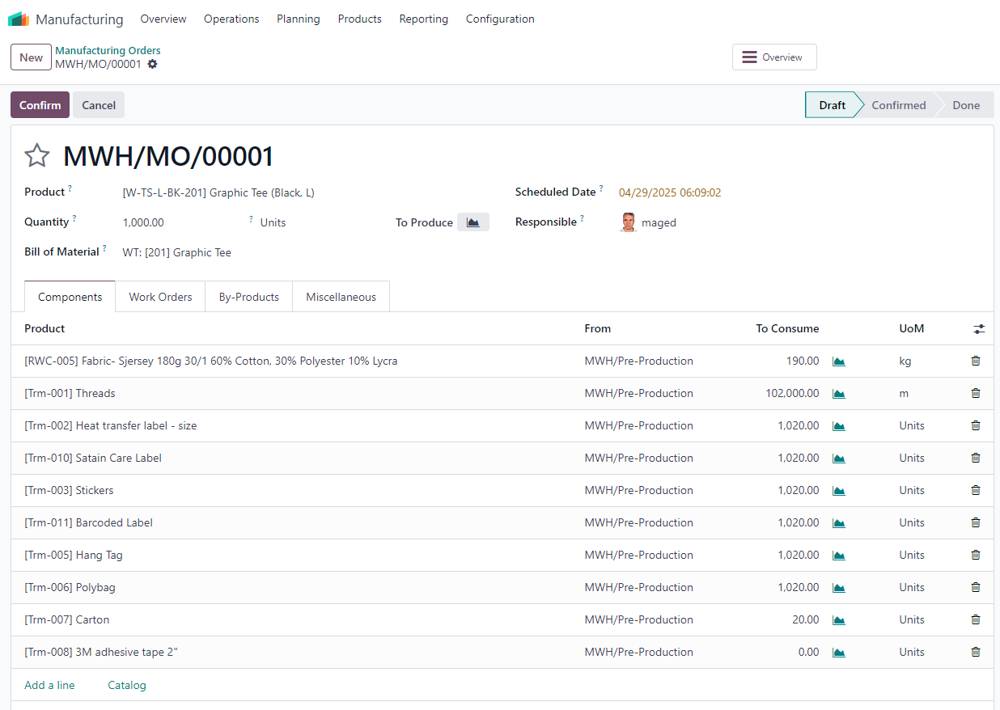 Manufacturing Overview Operations Planning Products Reporting Configuration
New Manufacturing Orders
MWH/MO/00001
Overview
Confirm Cancel Draft Confirmed Done
MWH/MO/00001
Product ? [W-TS-L-BK-201] Graphic Tee (Black, L) Scheduled Date ? 04/29/2025 06:09:02
Quantity ? 1,000.00 ? Units To Produce Responsible ? maged
Bill of Material ? WT: [201] Graphic Tee
Components Work Orders By-Products Miscellaneous
Product From To Consume UoM
[RWC-005] Fabric- Sjersey 180g 30/1 60% Cotton, 30% Polyester 10% Lycra MWH/Pre-Production 190.00 kg
[Trm-001] Threads MWH/Pre-Production 102,000.00 m
[Trm-002] Heat transfer label - size MWH/Pre-Production 1,020.00 Units
[Trm-010] Satain Care Label MWH/Pre-Production 1,020.00 Units
[Trm-003] Stickers MWH/Pre-Production 1,020.00 Units
[Trm-011] Barcoded Label MWH/Pre-Production 1,020.00 Units
[Trm-005] Hang Tag MWH/Pre-Production 1,020.00 Units
[Trm-006] Polybag MWH/Pre-Production 1,020.00 Units
[Trm-007] Carton MWH/Pre-Production 20.00 Units
[Trm-008] 3M adhesive tape 2" MWH/Pre-Production 0.00 Units
Add a line Catalog